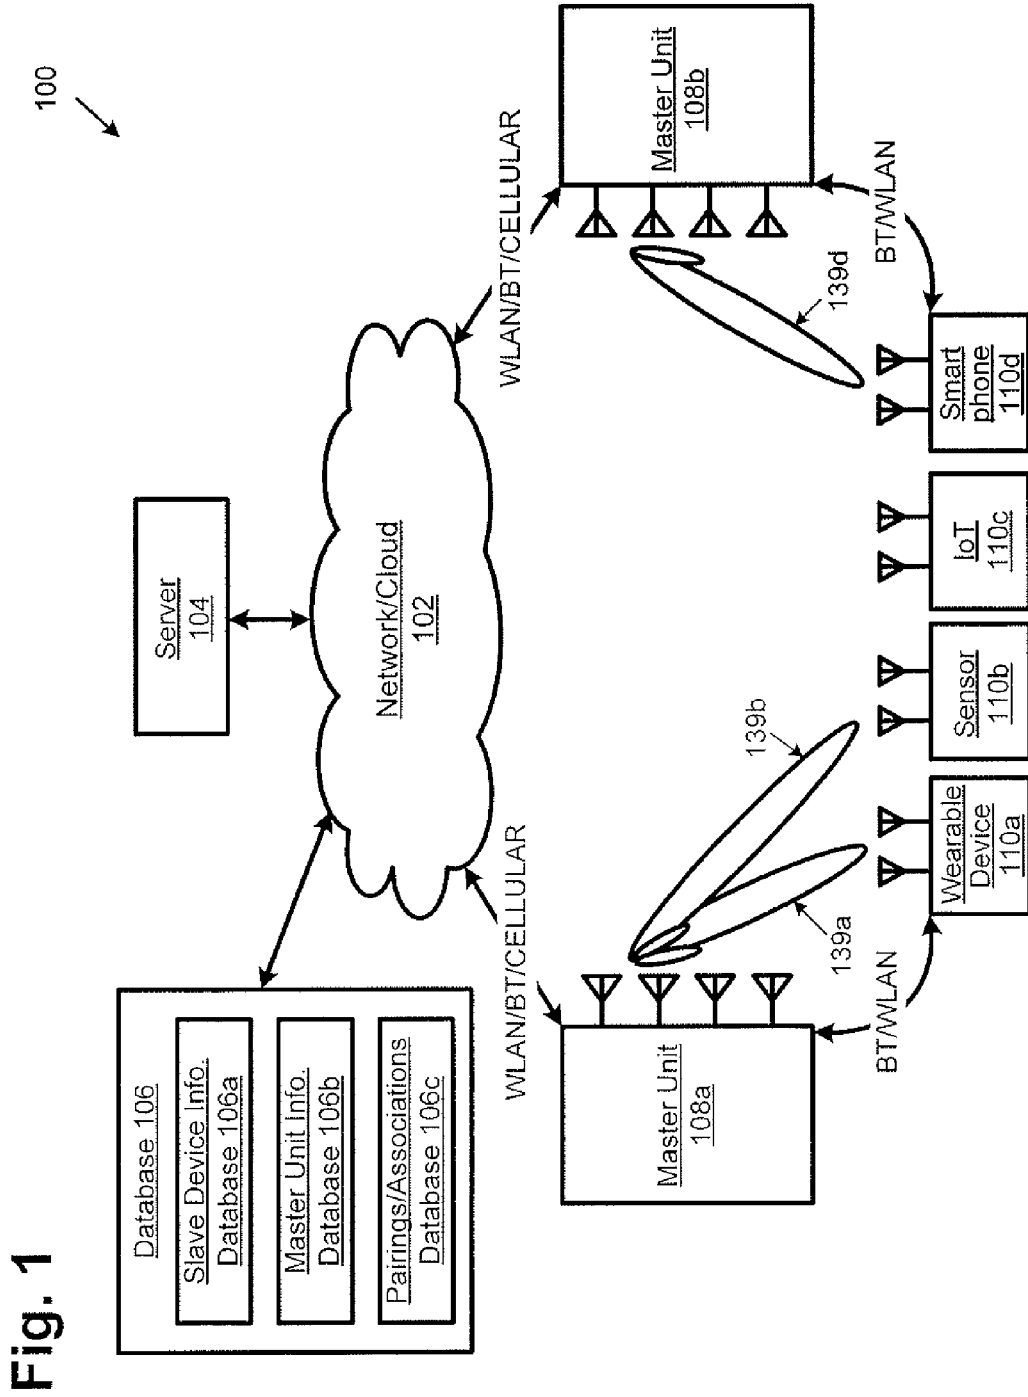 Fig. 1
100
Server
104
Database 106
Slave Device Info.
Database 106a
Master Unit Info.
Database 106b
Pairings/Associations
Database 106c
Network/Cloud
102
WLAN/BT/CELLULAR
WLAN/BT/CELLULAR
Master Unit
108a
Master Unit
108b
139a
139b
139d
BT/WLAN
BT/WLAN
Wearable
Device
110a
Sensor
110b
IoT
110c
Smart
phone
110d